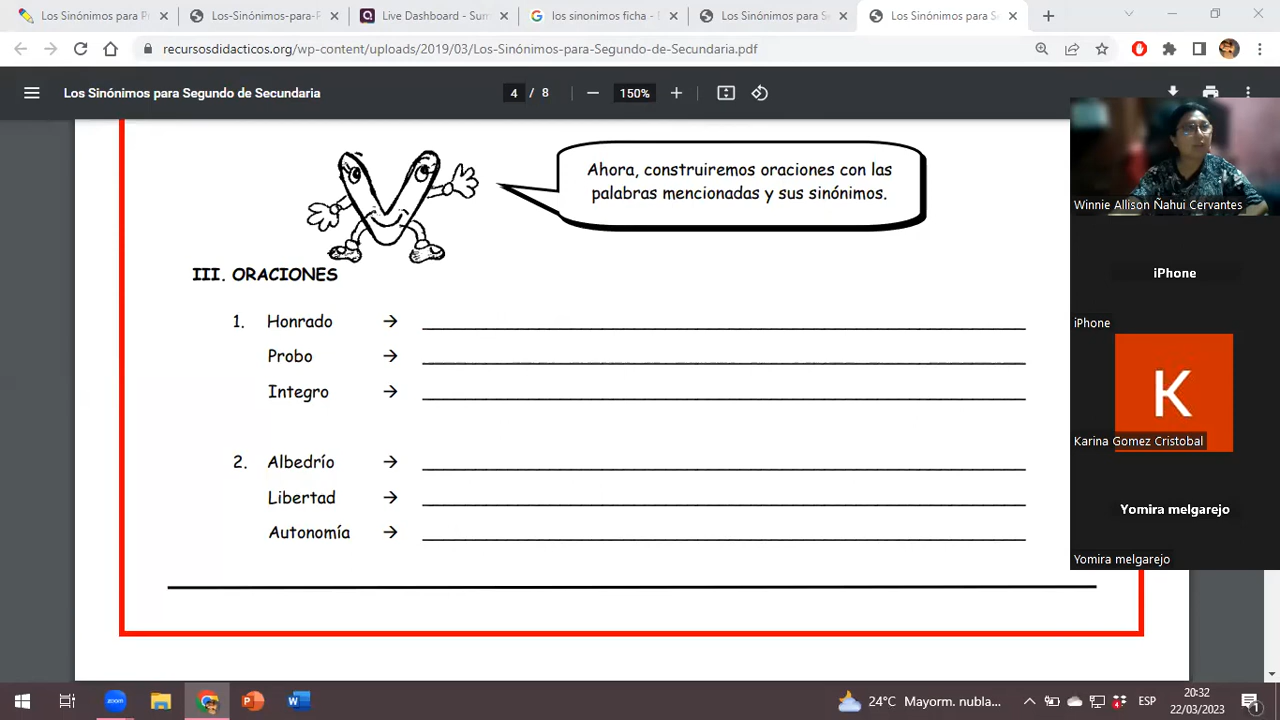 Los Sinónimos para P
Los-Sinónimos-para-P
Live Dashboard - Sum
los sinonimos ficha -
Los Sinónimos para S
Los Sinónimos para Se
recursosdidacticos.org/wp-content/uploads/2019/03/Los-Sinónimos-para-Segundo-de-Secundaria.pdf
Los Sinónimos para Segundo de Secundaria
4 / 8
150%
Ahora, construiremos oraciones con las
palabras mencionadas y sus sinónimos.
III. ORACIONES
1. Honrado →
Probo →
Integro →
2. Albedrío →
Libertad →
Autonomía →
Winnie Allison Ñahui Cervantes
iPhone
iPhone
K
Karina Gomez Cristobal
Yomira melgarejo
Yomira melgarejo
zoom
24°C Mayorm. nubla...
ESP
20:32
22/03/2023